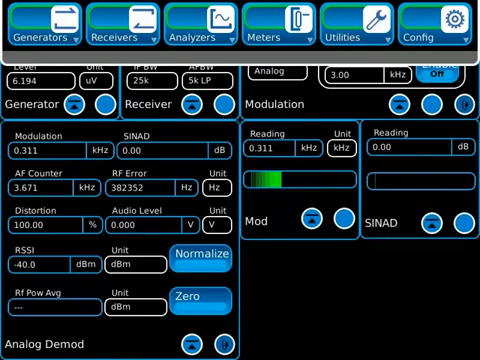 Generators Receivers Analyzers Meters Utilities Config
Level Unit IF BW AFBW Enable
6.194 uV 25k 5k LP Analog 3.00 kHz Off
Generator Receiver Modulation
Modulation SINAD
0.311 kHz 0.00 dB
AF Counter RF Error Unit
3.671 kHz 382352 Hz Hz
Distortion Audio Level Unit
100.00 % 0.000 V V
RSSI Unit
-40.0 dBm dBm Normalize
Rf Pow Avg Unit
--- dBm Zero
Analog Demod
Reading Unit
0.311 kHz kHz
Mod
Reading
0.00 dB
SINAD